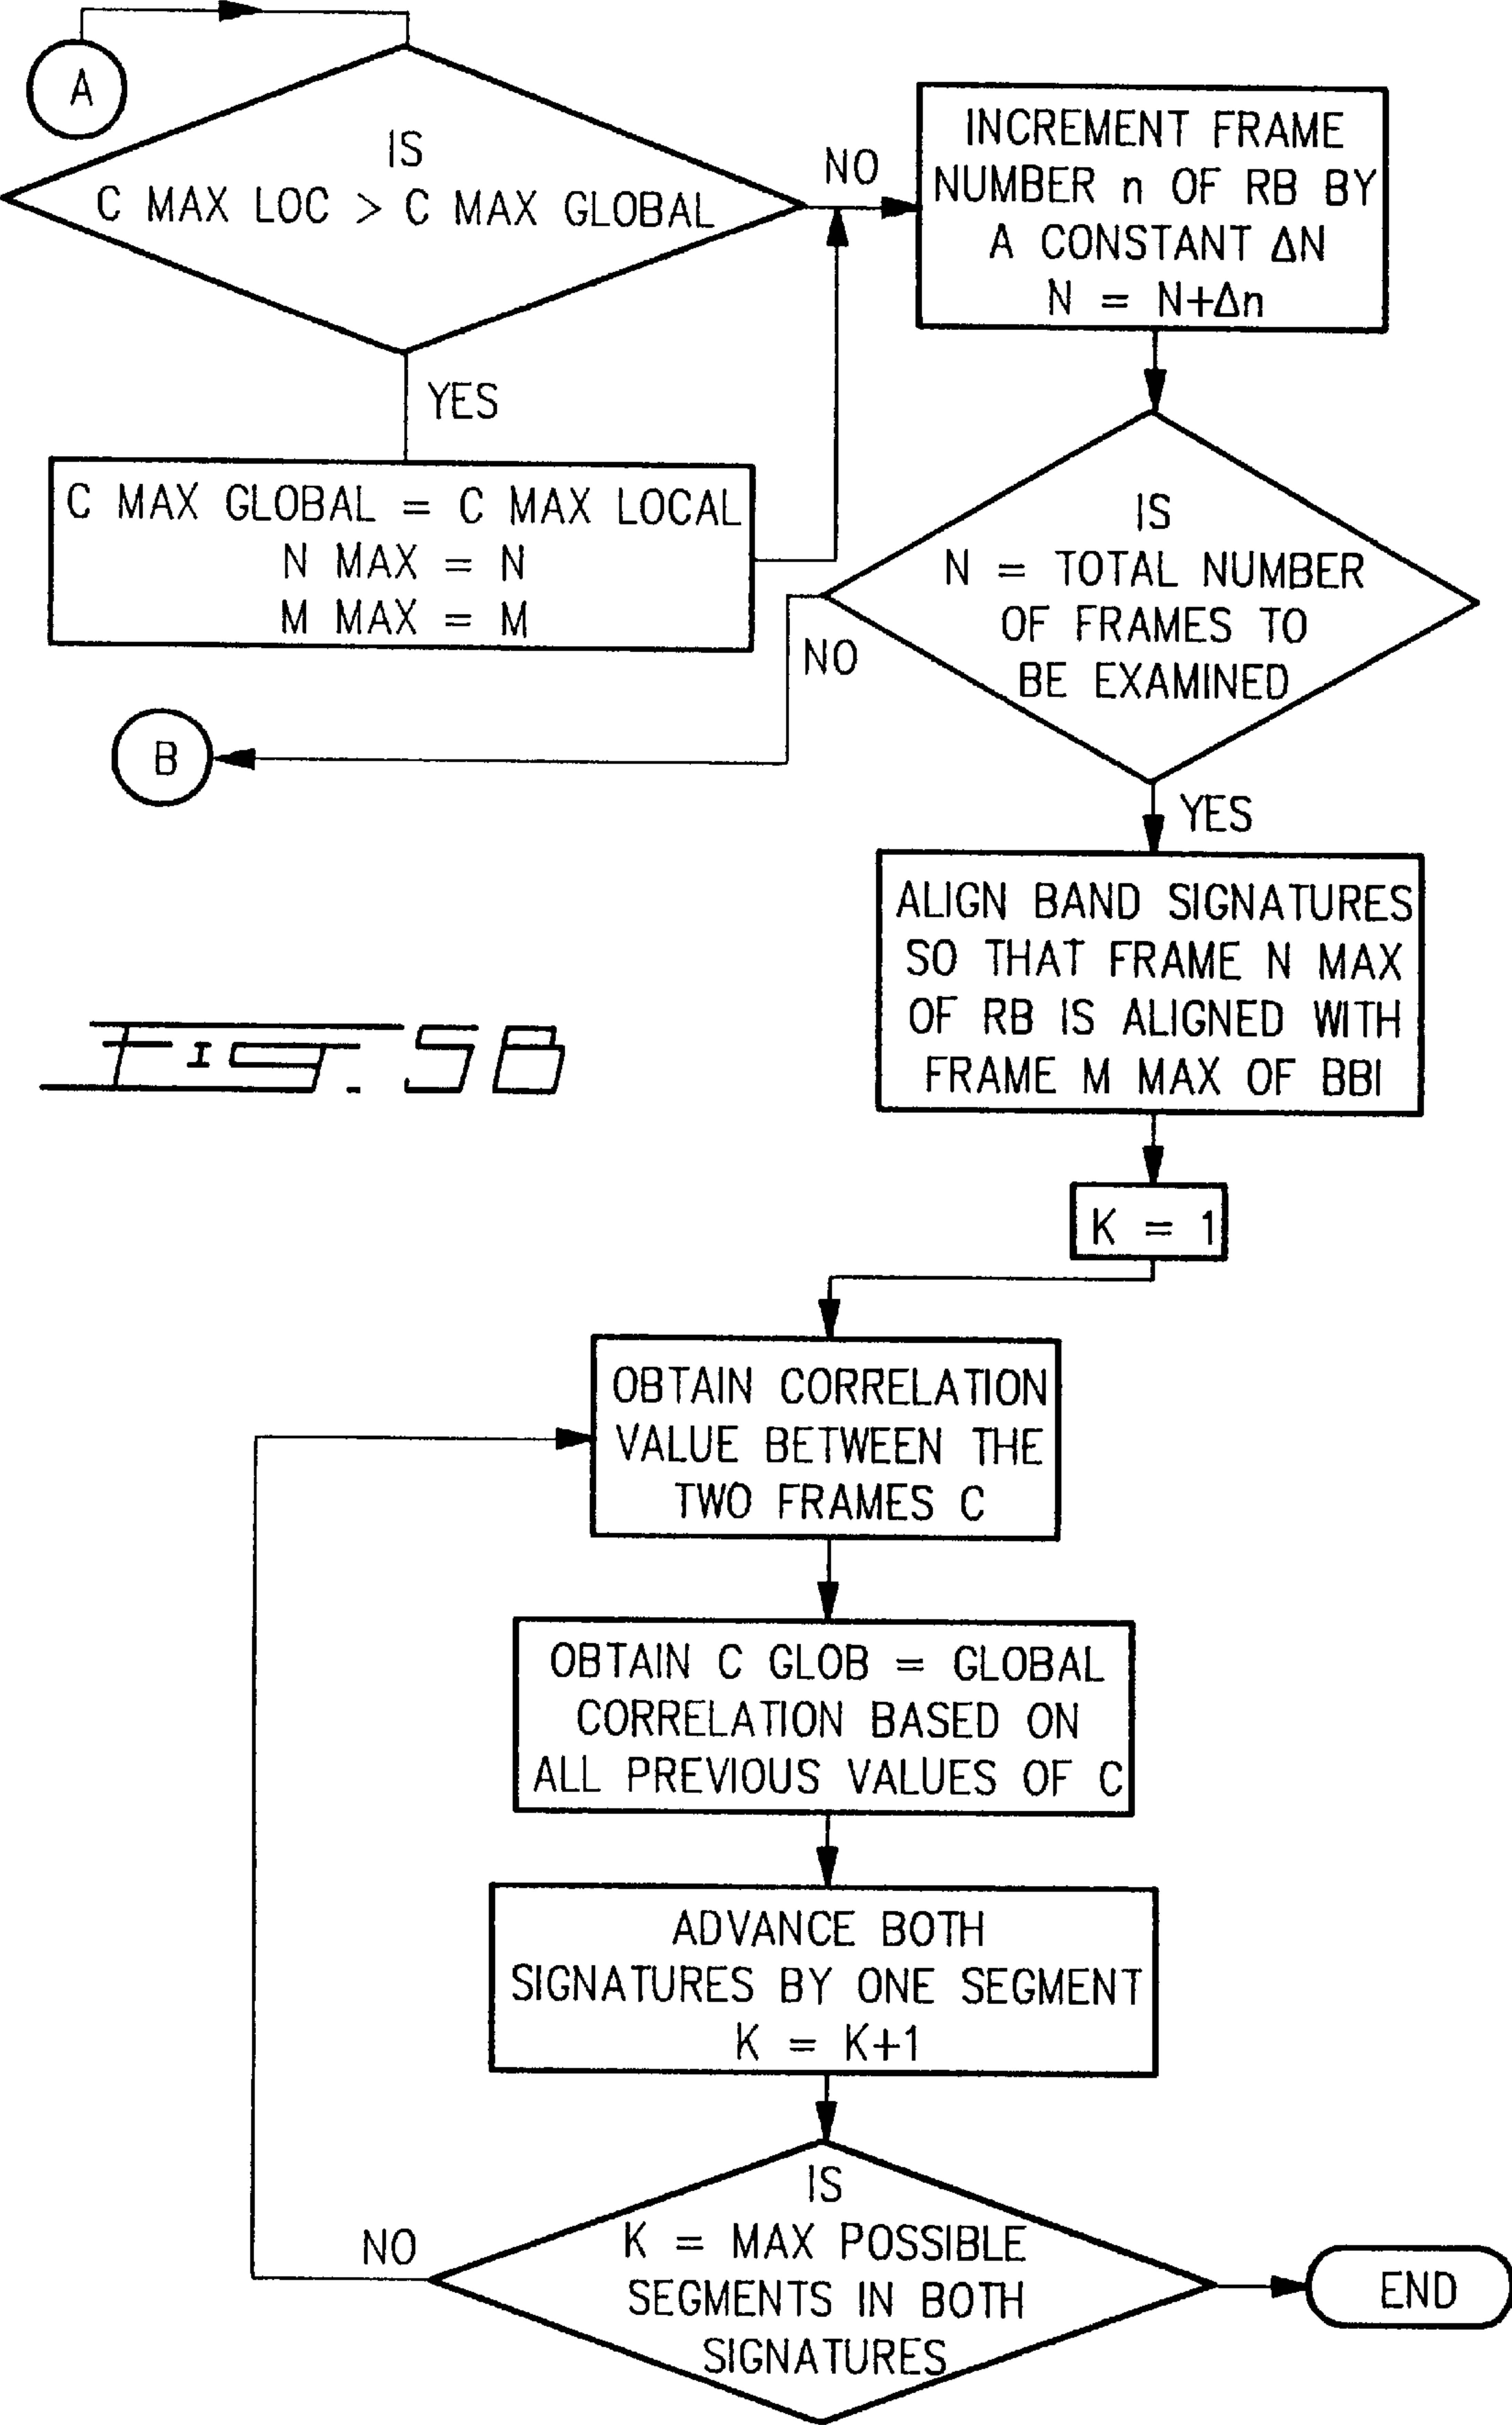 A
IS
C MAX LOC > C MAX GLOBAL
NO
INCREMENT FRAME
NUMBER n OF RB BY
A CONSTANT ΔN
N = N+Δn
YES
C MAX GLOBAL = C MAX LOCAL
N MAX = N
M MAX = M
IS
N = TOTAL NUMBER
OF FRAMES TO
BE EXAMINED
NO
B
YES
ALIGN BAND SIGNATURES
SO THAT FRAME N MAX
OF RB IS ALIGNED WITH
FRAME M MAX OF BBI
FIG. 5B
K = 1
OBTAIN CORRELATION
VALUE BETWEEN THE
TWO FRAMES C
OBTAIN C GLOB = GLOBAL
CORRELATION BASED ON
ALL PREVIOUS VALUES OF C
ADVANCE BOTH
SIGNATURES BY ONE SEGMENT
K = K+1
IS
K = MAX POSSIBLE
SEGMENTS IN BOTH
SIGNATURES
NO
END